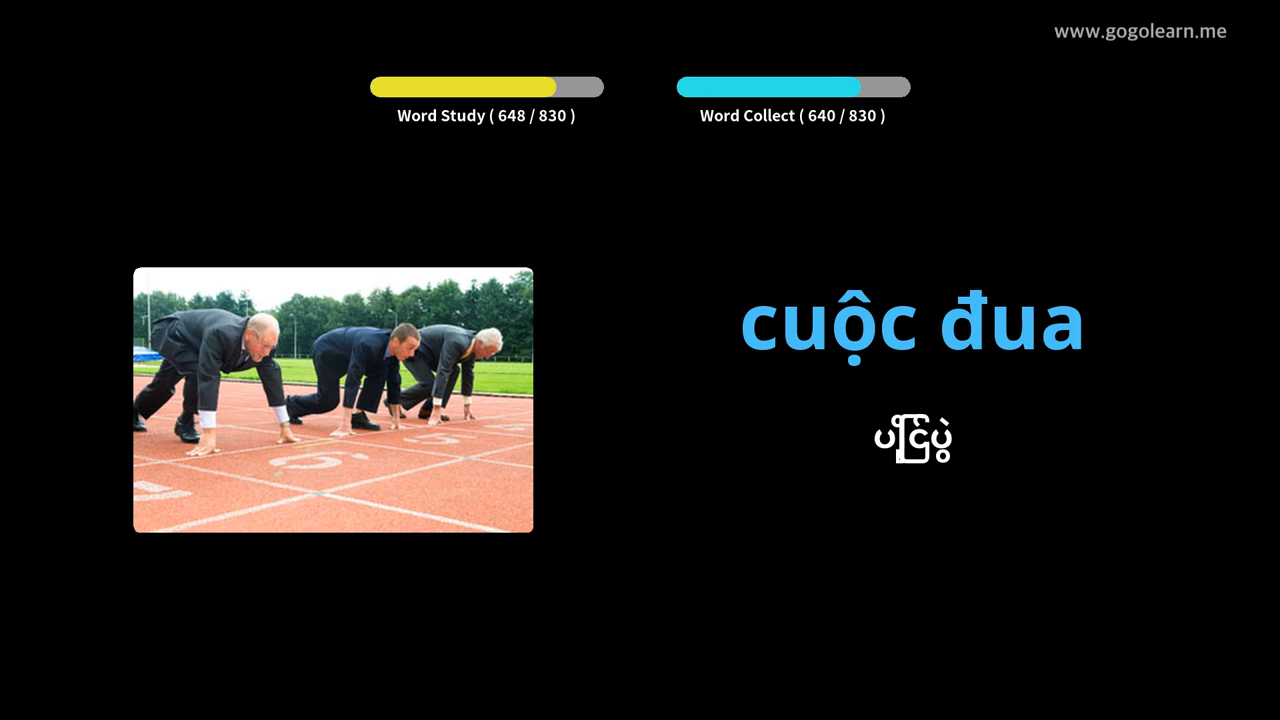 www.gogolearn.me
Word Study ( 648 / 830 )
Word Collect ( 640 / 830 )
cuộc đua
ပြိုင်ပွဲ